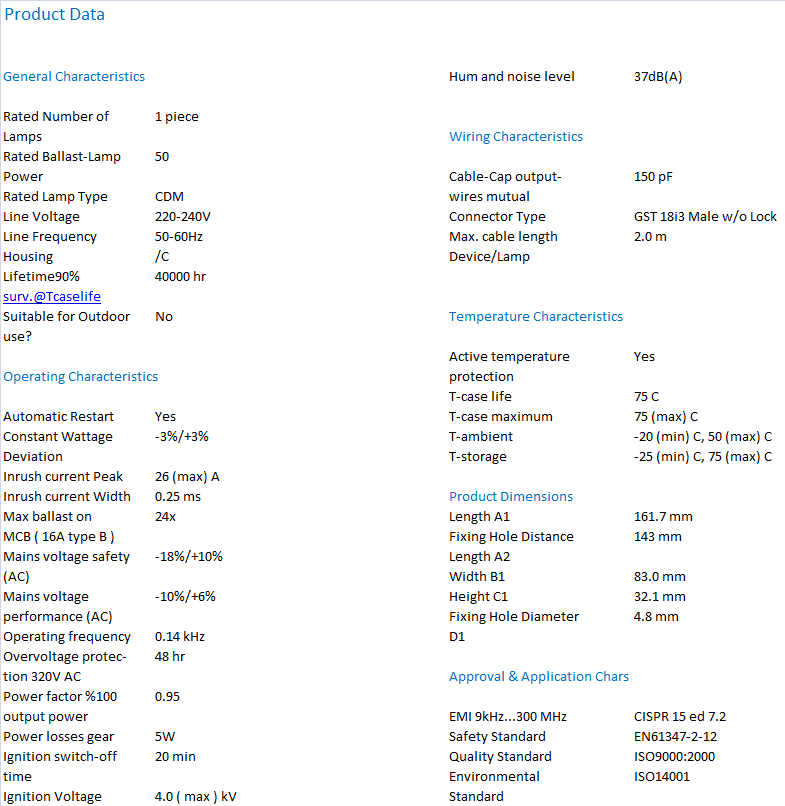 Product Data
General Characteristics
Rated Number of 1 piece
Lamps
Rated Ballast-Lamp 50
Power
Rated Lamp Type CDM
Line Voltage 220-240V
Line Frequency 50-60Hz
Housing /C
Lifetime90% 40000 hr
surv.@Tcaselife
Suitable for Outdoor No
use?
Operating Characteristics
Automatic Restart Yes
Constant Wattage -3%/+3%
Deviation
Inrush current Peak 26 (max) A
Inrush current Width 0.25 ms
Max ballast on 24x
MCB ( 16A type B )
Mains voltage safety -18%/+10%
(AC)
Mains voltage -10%/+6%
performance (AC)
Operating frequency 0.14 kHz
Overvoltage protec- 48 hr
tion 320V AC
Power factor %100 0.95
output power
Power losses gear 5W
Ignition switch-off 20 min
time
Ignition Voltage 4.0 ( max ) kV
Hum and noise level 37dB(A)
Wiring Characteristics
Cable-Cap output- 150 pF
wires mutual
Connector Type GST 18i3 Male w/o Lock
Max. cable length 2.0 m
Device/Lamp
Temperature Characteristics
Active temperature Yes
protection
T-case life 75 C
T-case maximum 75 (max) C
T-ambient -20 (min) C, 50 (max) C
T-storage -25 (min) C, 75 (max) C
Product Dimensions
Length A1 161.7 mm
Fixing Hole Distance 143 mm
Length A2
Width B1 83.0 mm
Height C1 32.1 mm
Fixing Hole Diameter 4.8 mm
D1
Approval & Application Chars
EMI 9kHz...300 MHz CISPR 15 ed 7.2
Safety Standard EN61347-2-12
Quality Standard ISO9000:2000
Environmental ISO14001
Standard